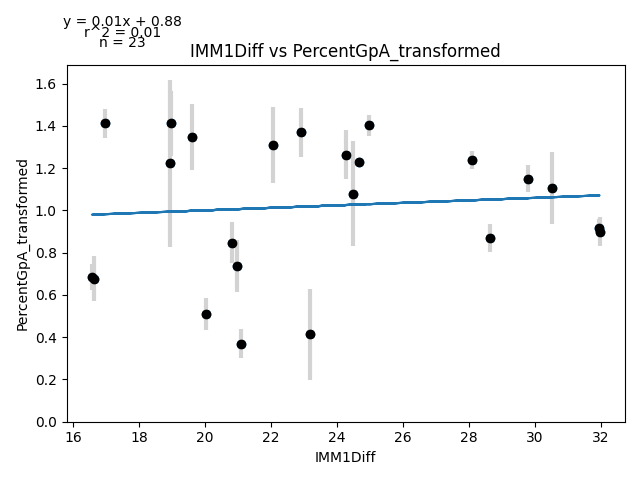 y = 0.01x + 0.88
r^2 = 0.01
n = 23
IMM1Diff vs PercentGpA_transformed
PercentGpA_transformed
1.6
1.4
1.2
1.0
0.8
0.6
0.4
0.2
0.0
16 18 20 22 24 26 28 30 32
IMM1Diff